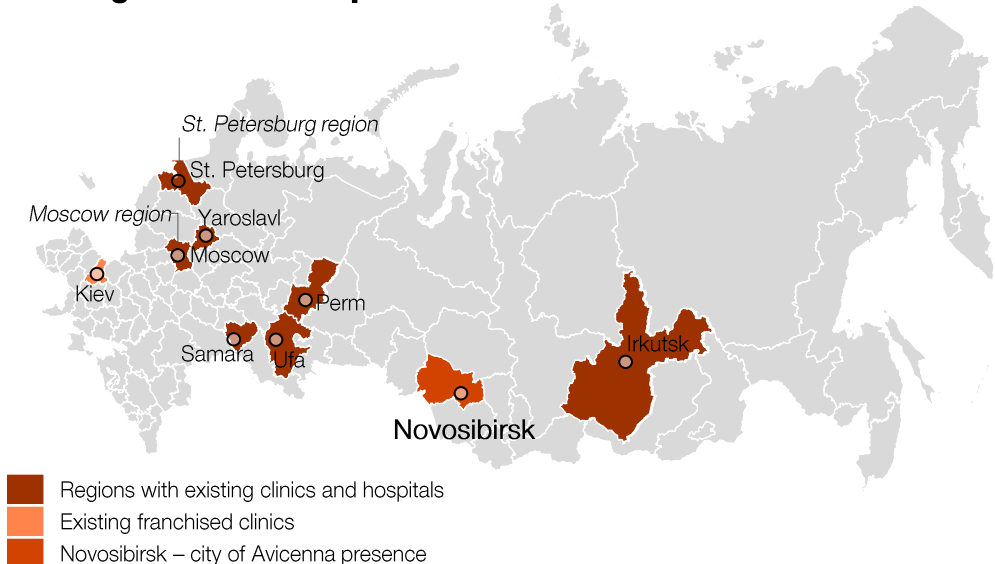 St. Petersburg region
St. Petersburg
Moscow region
Yaroslavl
Moscow
Kiev
Perm
Samara
Ufa
Irkutsk
Novosibirsk
Regions with existing clinics and hospitals
Existing franchised clinics
Novosibirsk – city of Avicenna presence